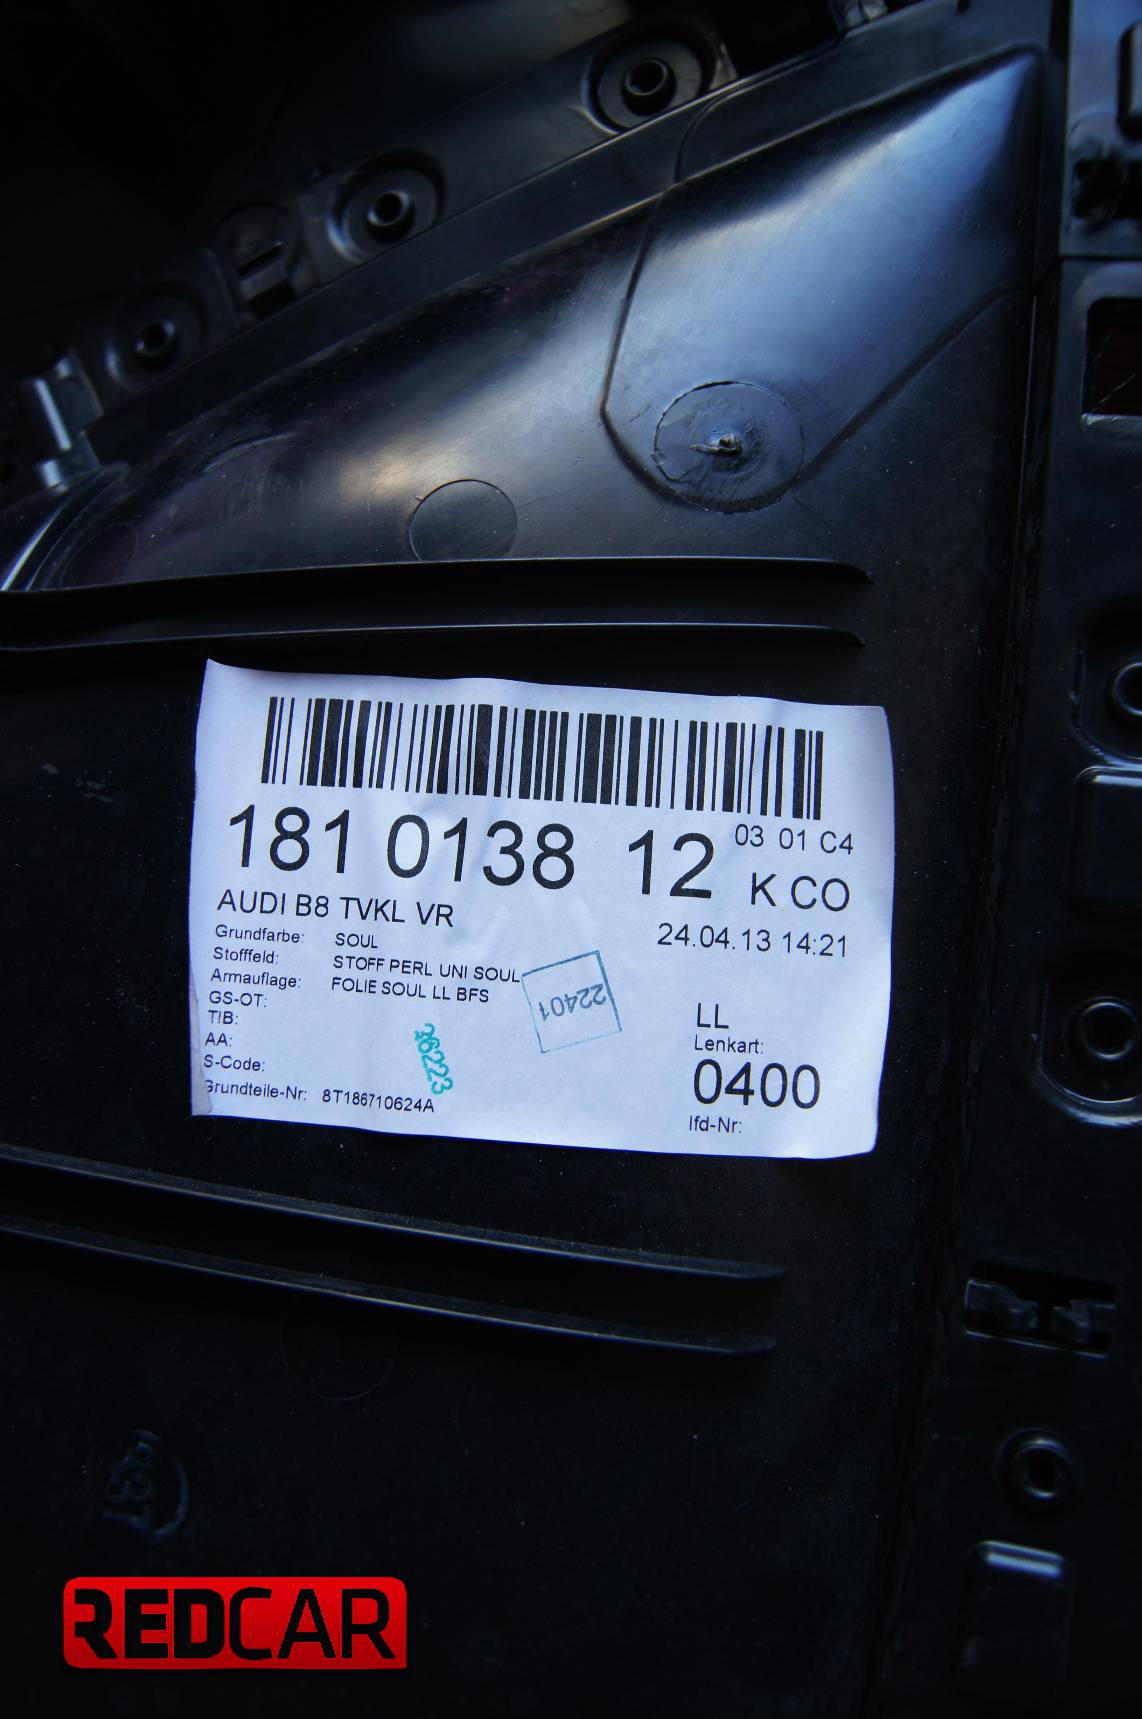 181 0138 12 03 01 C4
K CO
AUDI B8 TVKL VR
24.04.13 14:21
Grundfarbe: SOUL
Stofffeld: STOFF PERL UNI SOUL
Armauflage: FOLIE SOUL LL BFS
GS-OT:
TIB:
AA:
S-Code:
Grundteile-Nr: 8T186710624A
22401
36223
LL
Lenkart:
0400
lfd-Nr:
REDCAR